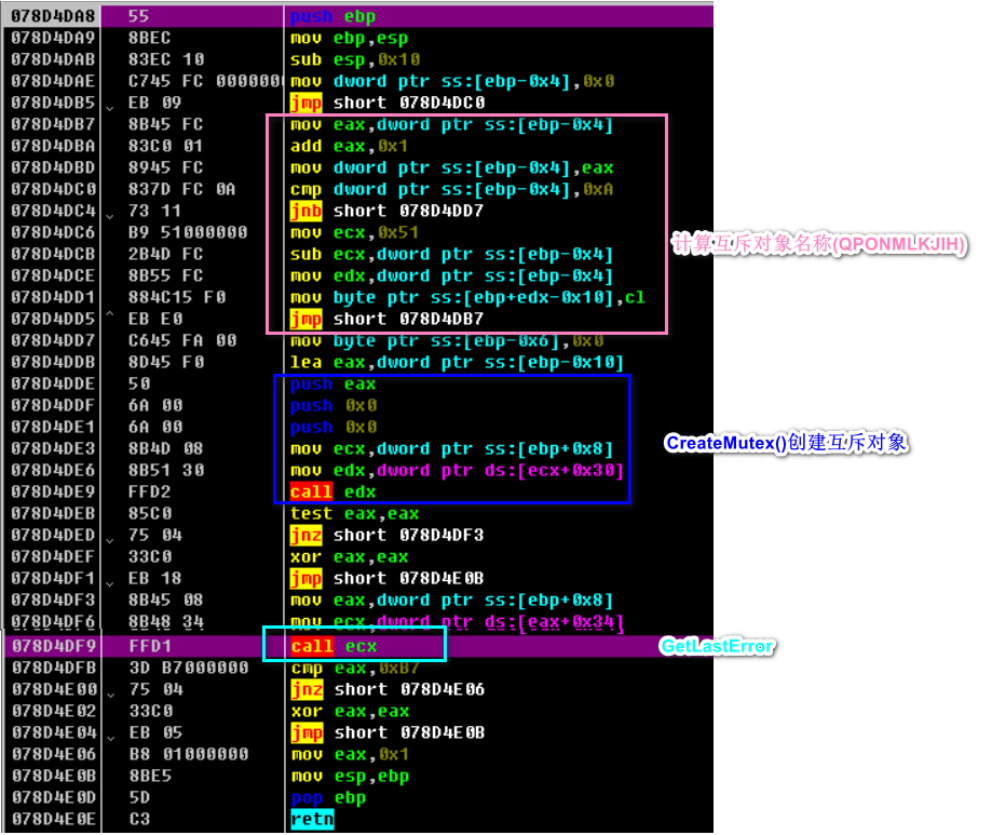 078D4DA8 55 push ebp
078D4DA9 8BEC mov ebp,esp
078D4DAB 83EC 10 sub esp,0x10
078D4DAE C745 FC 0000000 mov dword ptr ss:[ebp-0x4],0x0
078D4DB5 EB 09 jmp short 078D4DC0
078D4DB7 8B45 FC mov eax,dword ptr ss:[ebp-0x4]
078D4DBA 83C0 01 add eax,0x1
078D4DBD 8945 FC mov dword ptr ss:[ebp-0x4],eax
078D4DC0 837D FC 0A cmp dword ptr ss:[ebp-0x4],0xA
078D4DC4 73 11 jnb short 078D4DD7
078D4DC6 B9 51000000 mov ecx,0x51
计算互斥对象名称(QPONMLKJIH)
078D4DCB 2B4D FC sub ecx,dword ptr ss:[ebp-0x4]
078D4DCE 8B55 FC mov edx,dword ptr ss:[ebp-0x4]
078D4DD1 884C15 F0 mov byte ptr ss:[ebp+edx-0x10],cl
078D4DD5 ^ EB E0 jmp short 078D4DB7
078D4DD7 C645 FA 00 mov byte ptr ss:[ebp-0x6],0x0
078D4DDB 8D45 F0 lea eax,dword ptr ss:[ebp-0x10]
078D4DDE 50 push eax
078D4DDF 6A 00 push 0x0
078D4DE1 6A 00 push 0x0
078D4DE3 8B4D 08 mov ecx,dword ptr ss:[ebp+0x8]
CreateMutex()创建互斥对象
078D4DE6 8B51 30 mov edx,dword ptr ds:[ecx+0x30]
078D4DE9 FFD2 call edx
078D4DEB 85C0 test eax,eax
078D4DED 75 04 jnz short 078D4DF3
078D4DEF 33C0 xor eax,eax
078D4DF1 EB 18 jmp short 078D4E0B
078D4DF3 8B45 08 mov eax,dword ptr ss:[ebp+0x8]
078D4DF6 8B48 34 mov ecx,dword ptr ds:[eax+0x34]
078D4DF9 FFD1 call ecx
GetLastError
078D4DFB 3D B7000000 cmp eax,0xB7
078D4E00 75 04 jnz short 078D4E06
078D4E02 33C0 xor eax,eax
078D4E04 EB 05 jmp short 078D4E0B
078D4E06 B8 01000000 mov eax,0x1
078D4E0B 8BE5 mov esp,ebp
078D4E0D 5D pop ebp
078D4E0E C3 retn